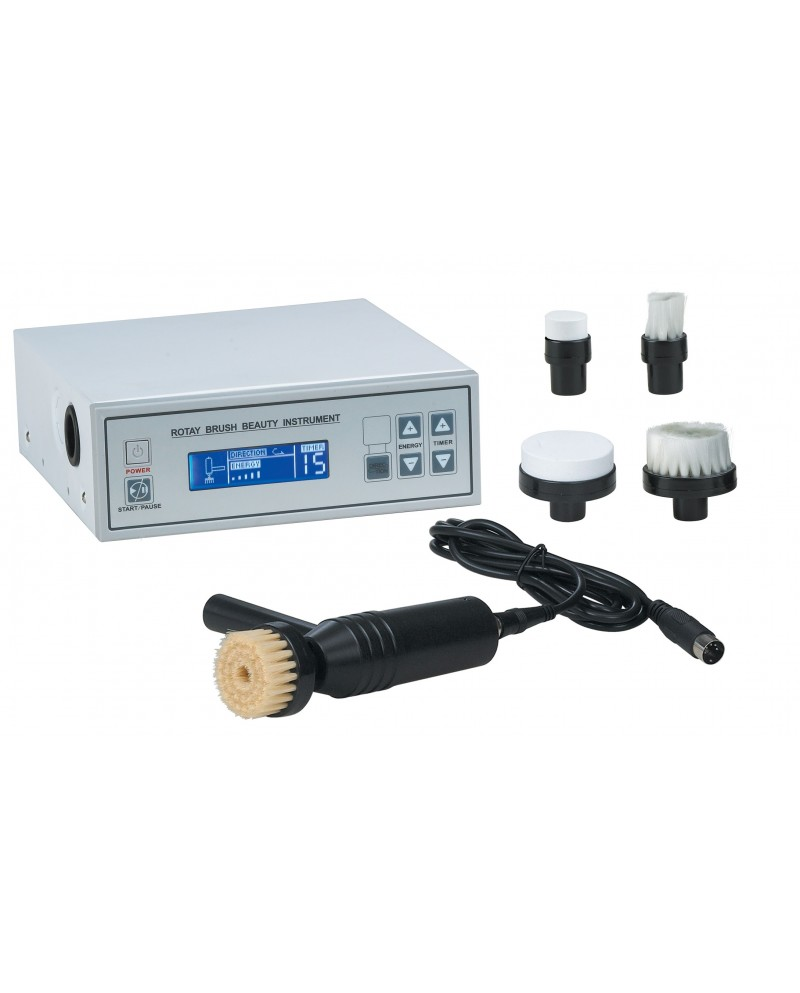 ROTAY BRUSH BEAUTY INSTRUMENT
POWER
START/PAUSE
DIRECTION
ENERGY
TIMER
15
+
ENERGY
−
+
TIMER
−